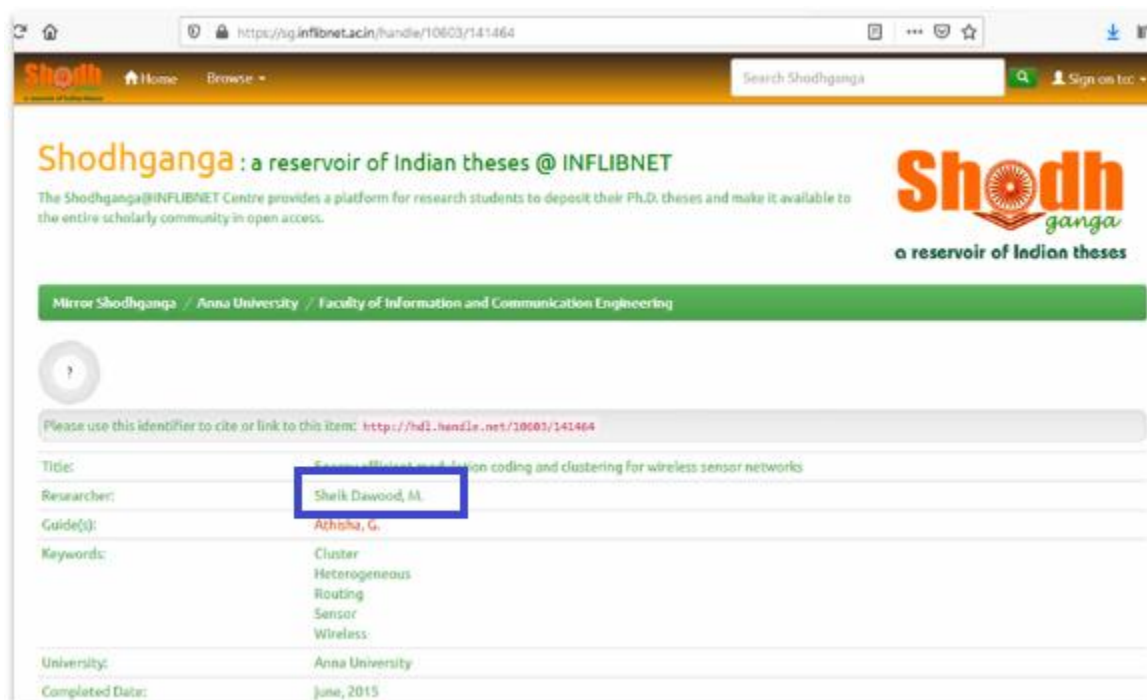 https://sg.inflibnet.ac.in/handle/10603/141464
Shodh Home Browse Search Shodhganga Sign on to:
Shodhganga : a reservoir of Indian theses @ INFLIBNET
The Shodhganga@INFLIBNET Centre provides a platform for research students to deposit their Ph.D. theses and make it available to
the entire scholarly community in open access.
Shodh
ganga
a reservoir of Indian theses
Mirror Shodhganga / Anna University / Faculty of Information and Communication Engineering
?
Please use this identifier to cite or link to this item: http://hdl.handle.net/10603/141464
Title: Energy efficient modulation coding and clustering for wireless sensor networks
Researcher: Sheik Dawood, M.
Guide(s): Athisha, G.
Keywords: Cluster
Heterogeneous
Routing
Sensor
Wireless
University: Anna University
Completed Date: June, 2015